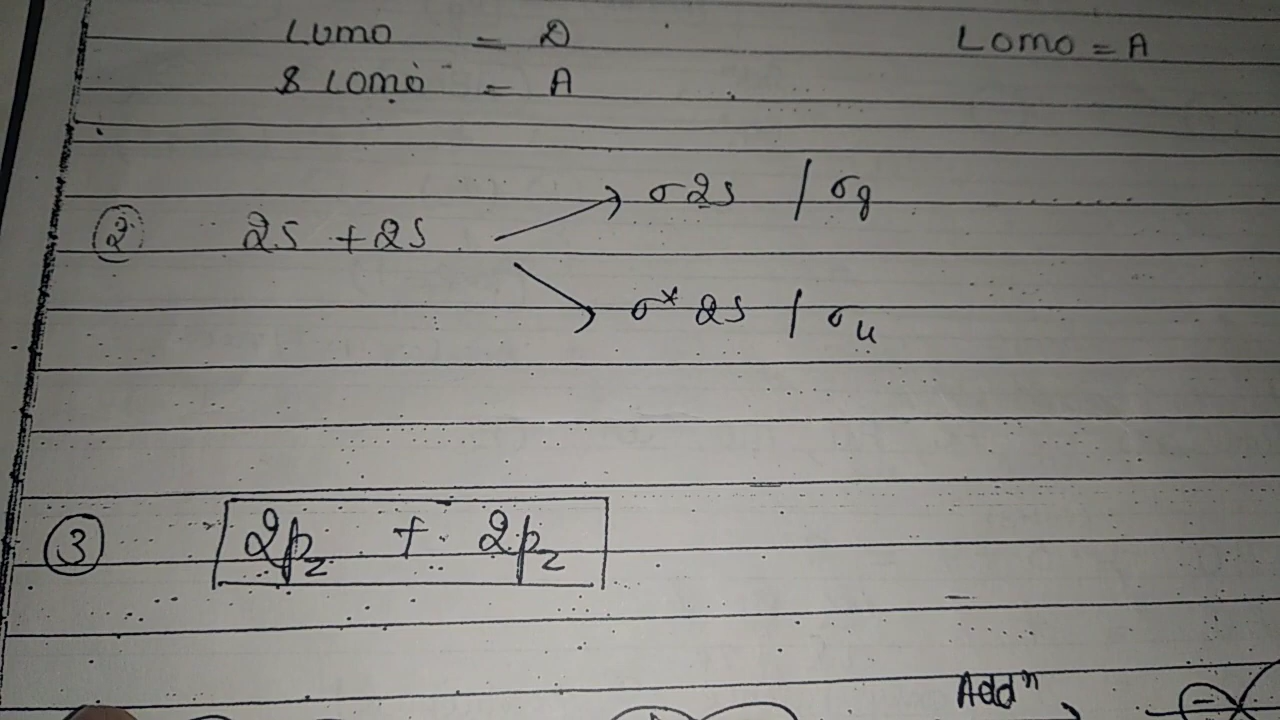 LUMO = D LOMO = A
& LOMO = A
σ2s / σg
② 2s + 2s
σ* 2s / σu
③ 2pz + 2pz
Addⁿ